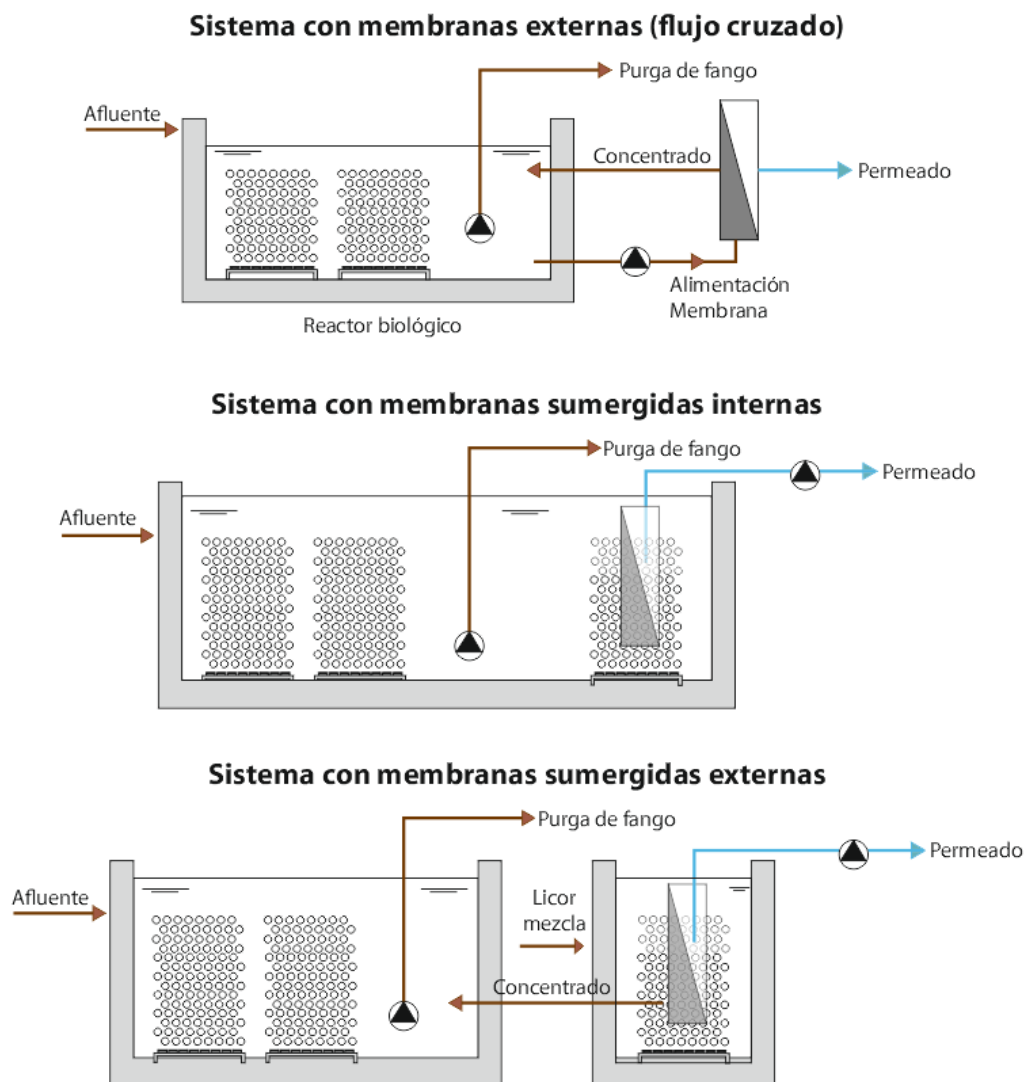 Sistema con membranas externas (flujo cruzado)
Purga de fango
Afluente
Concentrado
Permeado
Alimentación
Membrana
Reactor biológico
Sistema con membranas sumergidas internas
Purga de fango
Permeado
Afluente
Sistema con membranas sumergidas externas
Purga de fango
Permeado
Afluente
Licor
mezcla
Concentrado